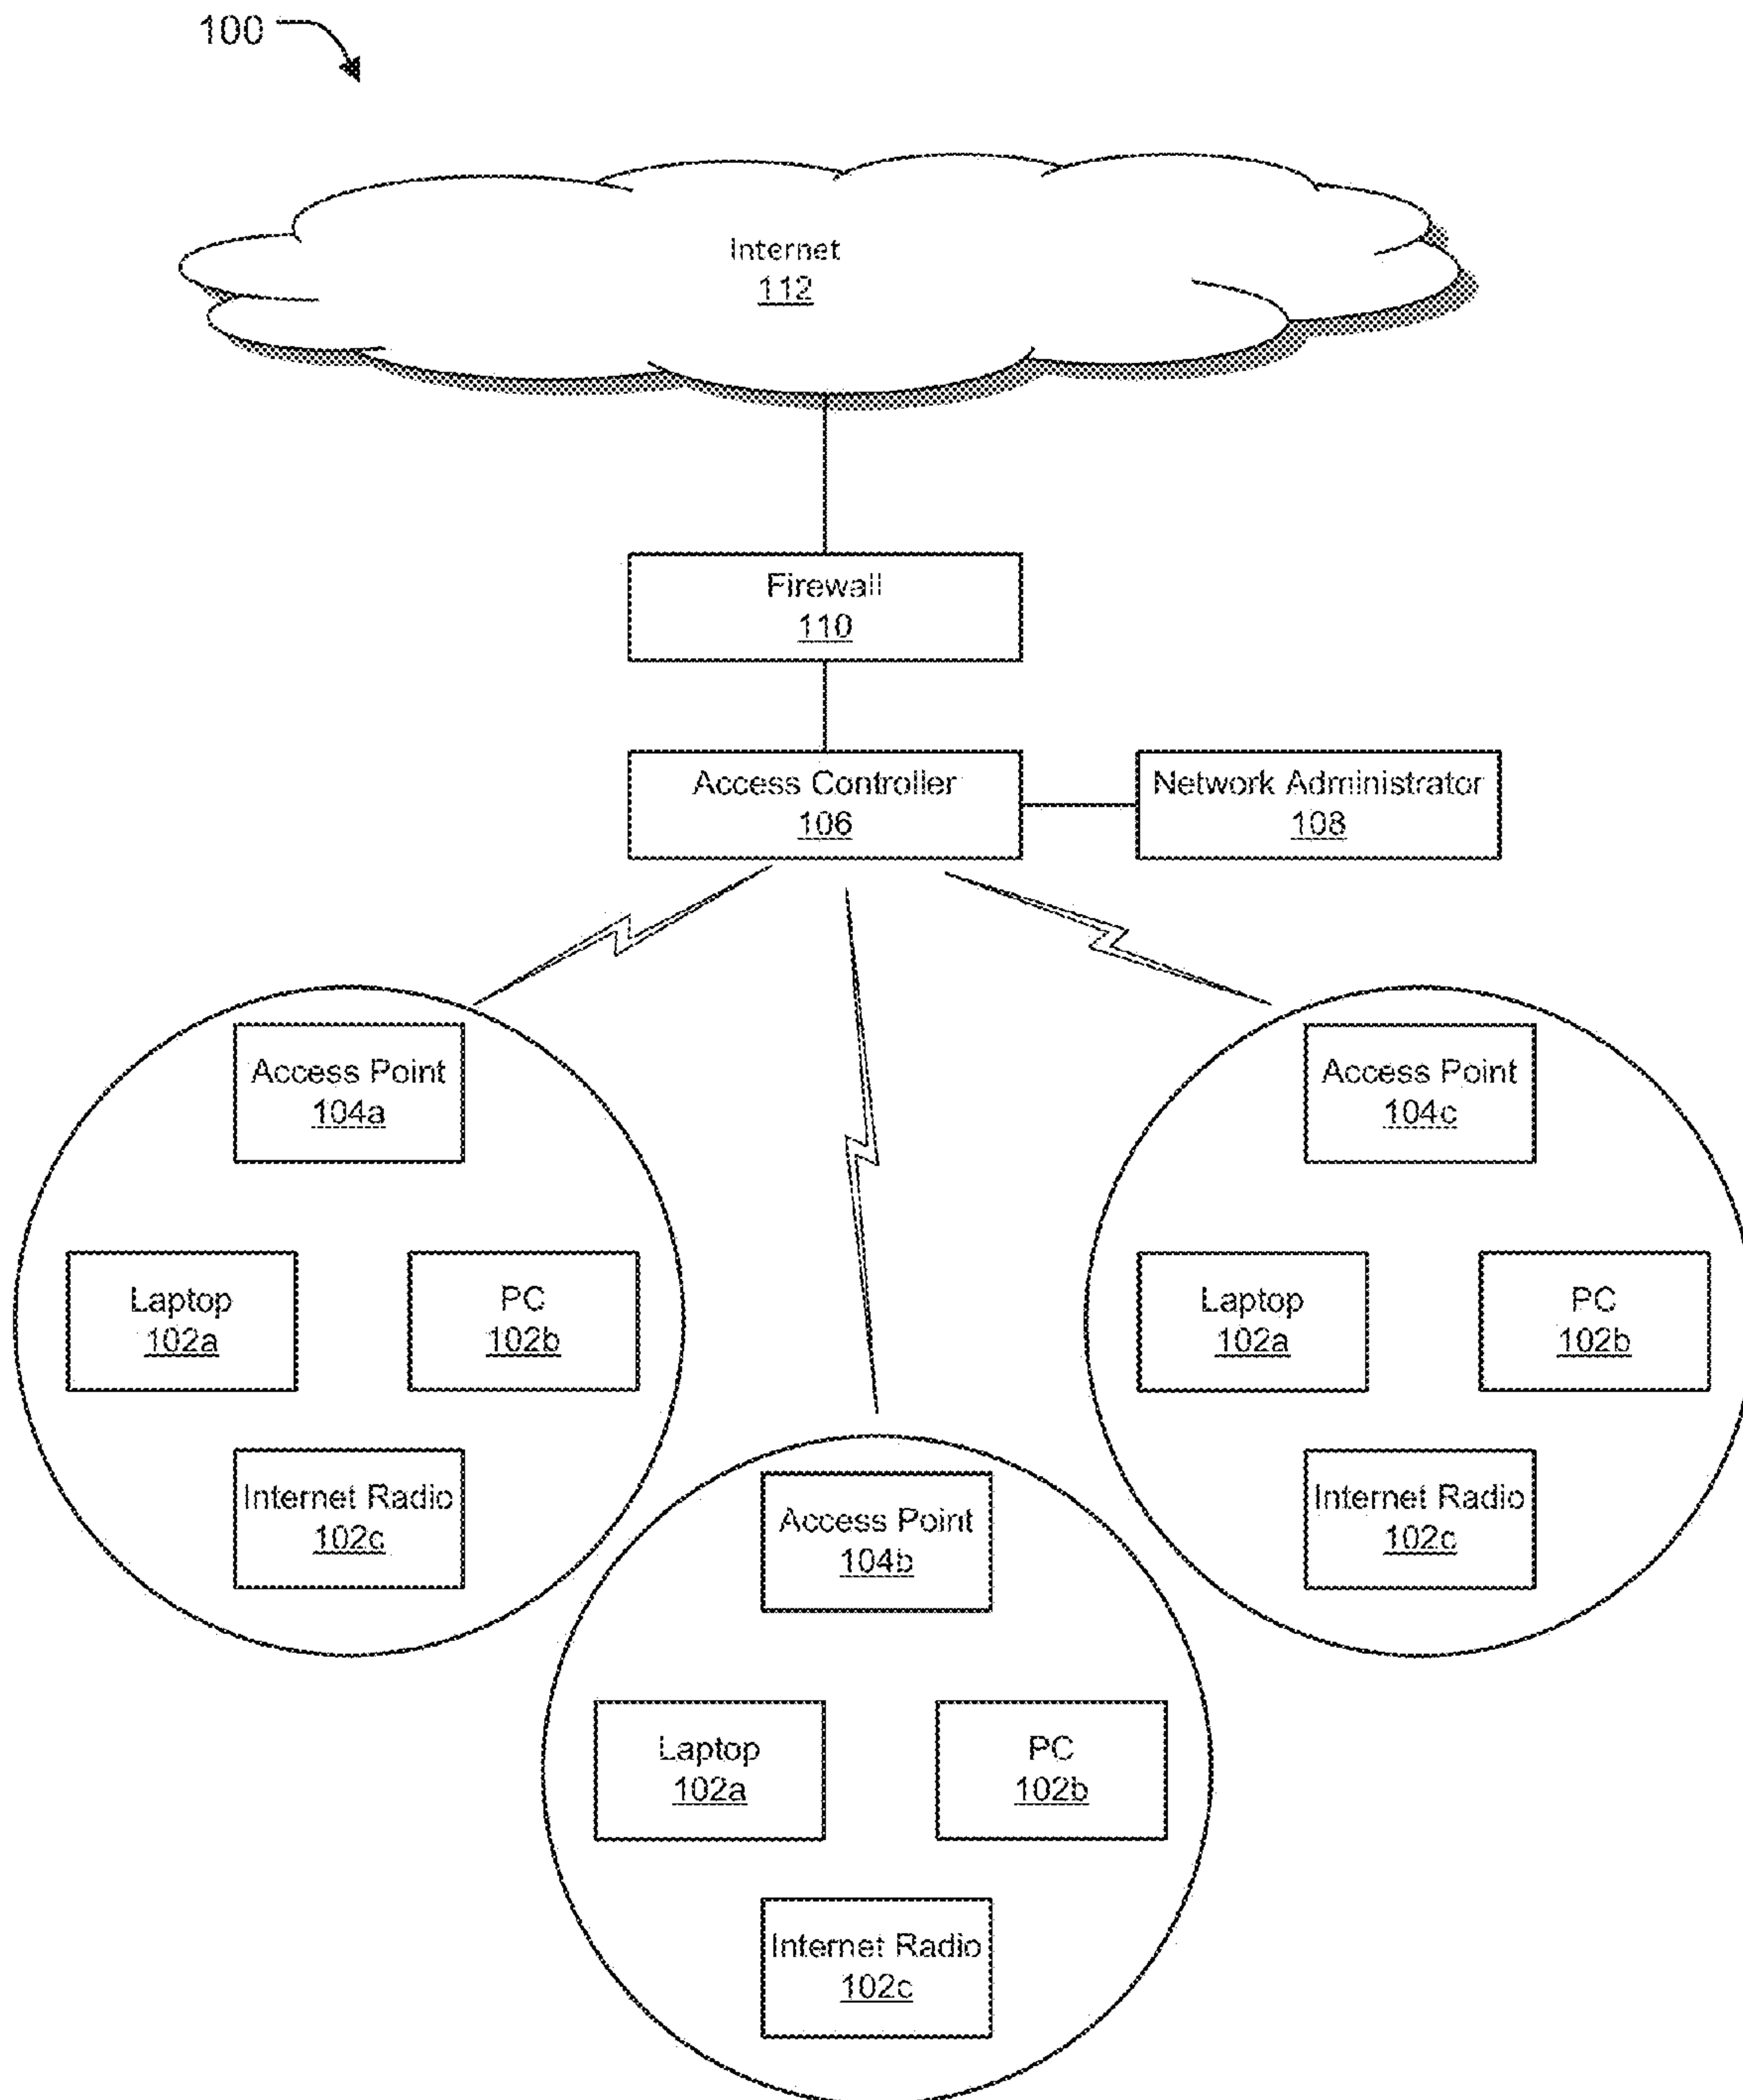 100
Internet
112
Firewall
110
Access Controller
106
Network Administrator
108
Access Point
104a
Laptop
102a
PC
102b
Internet Radio
102c
Access Point
104b
Laptop
102a
PC
102b
Internet Radio
102c
Access Point
104c
Laptop
102a
PC
102b
Internet Radio
102c